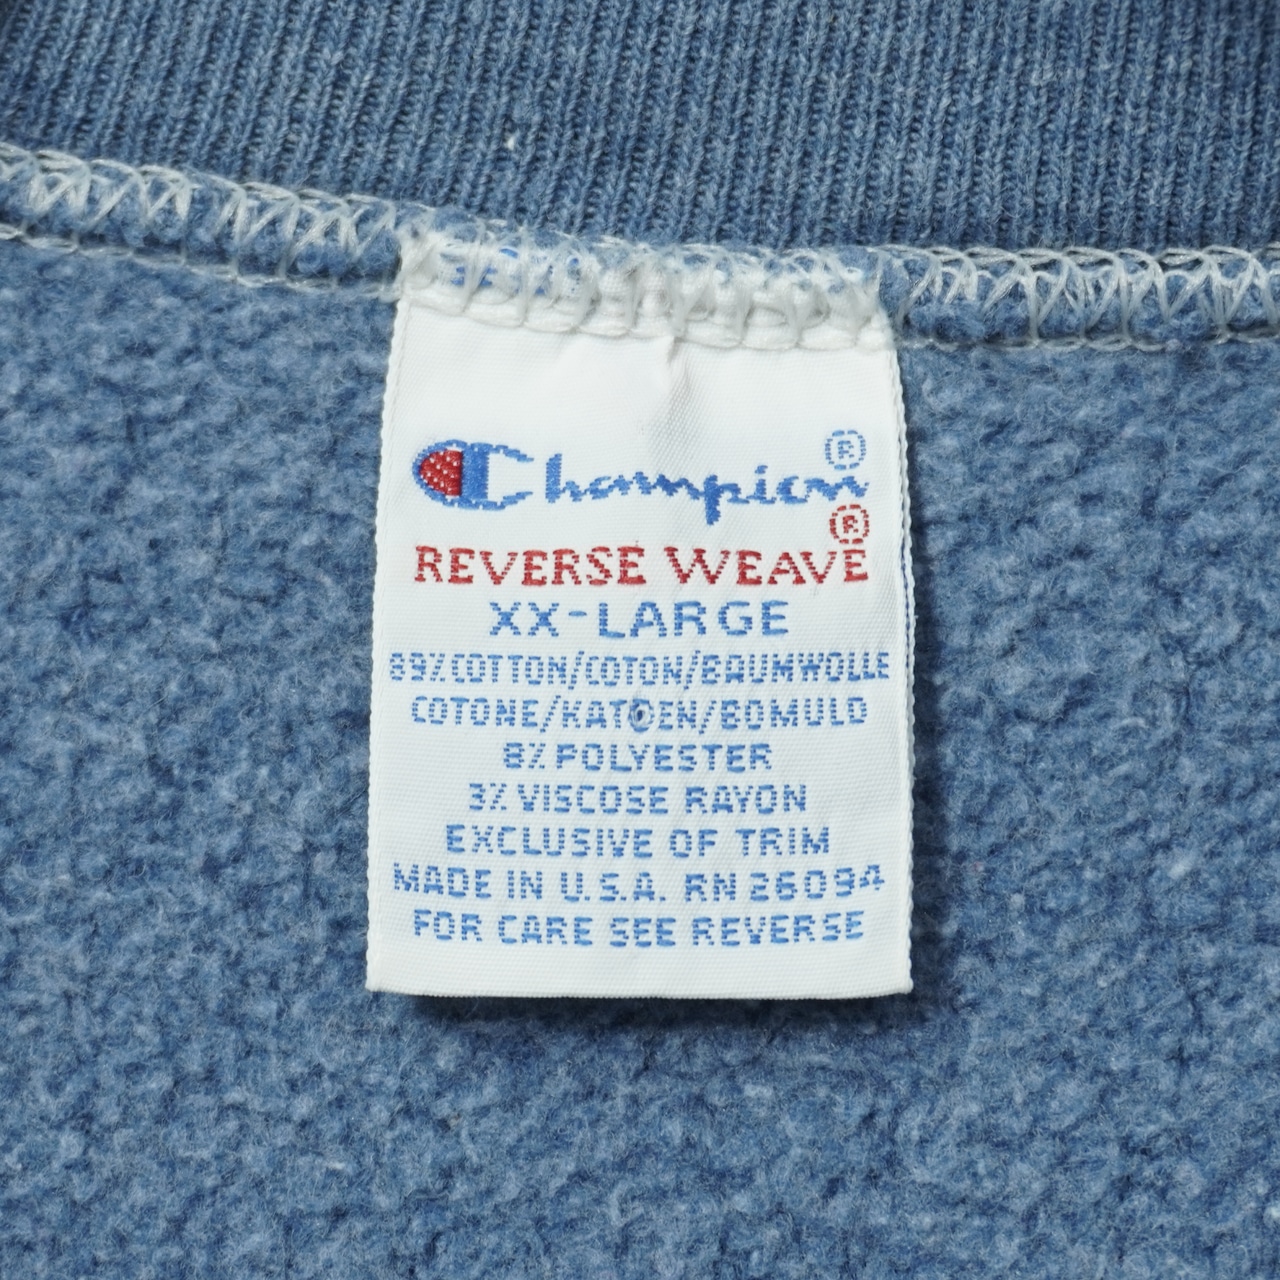 Champion®
REVERSE WEAVE®
XX-LARGE
89% COTTON/COTON/BAUMWOLLE
COTONE/KATOEN/BOMULD
8% POLYESTER
3% VISCOSE RAYON
EXCLUSIVE OF TRIM
MADE IN U.S.A. RN 26094
FOR CARE SEE REVERSE